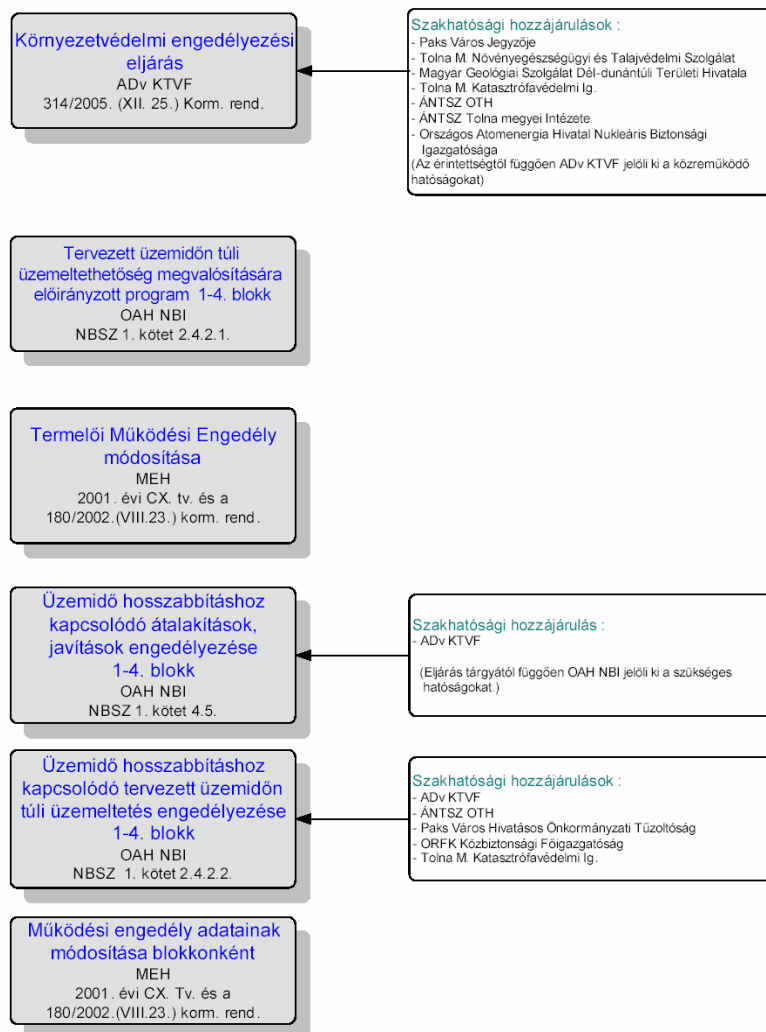 Környezetvédelmi engedélyezési
eljárás
ADv KTVF
314/2005. (XII. 25.) Korm. rend.
Szakhatósági hozzájárulások :
- Paks Város Jegyzője
- Tolna M. Növényegészségügyi és Talajvédelmi Szolgálat
- Magyar Geológiai Szolgálat Dél-dunántúli Területi Hivatala
- Tolna M. Katasztrófavédelmi Ig.
- ÁNTSZ OTH
- ÁNTSZ Tolna megyei Intézete
- Országos Atomenergia Hivatal Nukleáris Biztonsági
Igazgatósága
(Az érintettségtől függően ADv KTVF jelöli ki a közreműködő
hatóságokat)
Tervezett üzemidőn túli
üzemeltethetőség megvalósítására
előirányzott program 1-4. blokk
OAH NBI
NBSZ 1. kötet 2.4.2.1.
Termelői Működési Engedély
módosítása
MEH
2001. évi CX. tv. és a
180/2002.(VIII.23.) korm. rend.
Üzemidő hosszabbításhoz
kapcsolódó átalakítások,
javítások engedélyezése
1-4. blokk
OAH NBI
NBSZ 1. kötet 4.5.
Szakhatósági hozzájárulás :
- ADv KTVF
(Eljárás tárgyától függően OAH NBI jelöli ki a szükséges
hatóságokat.)
Üzemidő hosszabbításhoz
kapcsolódó tervezett üzemidőn
túli üzemeltetés engedélyezése
1-4. blokk
OAH NBI
NBSZ 1. kötet 2.4.2.2.
Szakhatósági hozzájárulások :
- ADv KTVF
- ÁNTSZ OTH
- Paks Város Hivatásos Önkormányzati Tűzoltóság
- ORFK Közbiztonsági Főigazgatóság
- Tolna M. Katasztrófavédelmi Ig.
Működési engedély adatainak
módosítása blokkonként
MEH
2001. évi CX. Tv. és a
180/2002.(VIII.23.) korm. rend.